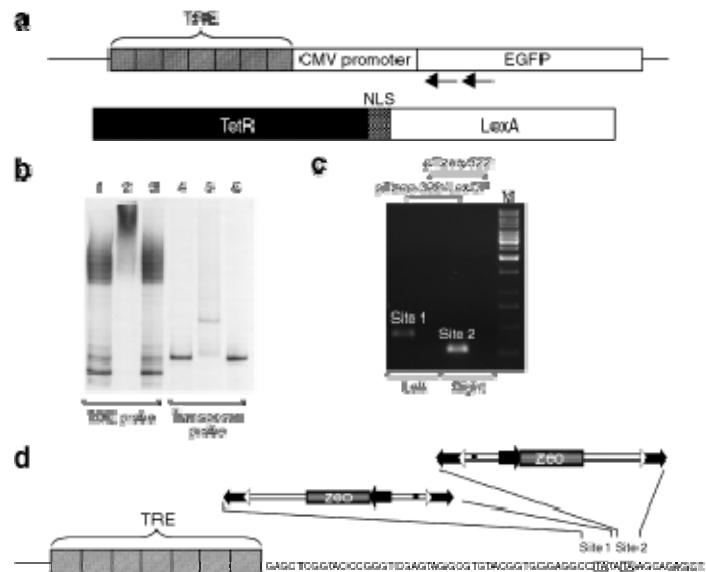 a
TRE
CMV promoter
EGFP
NLS
TetR
LexA
b
1 2 3 4 5 6
TRE probe
Transposon
probe
c
M
Site 1
Site 2
Left
Right
d
zeo
zeo
TRE
Site 1 Site 2